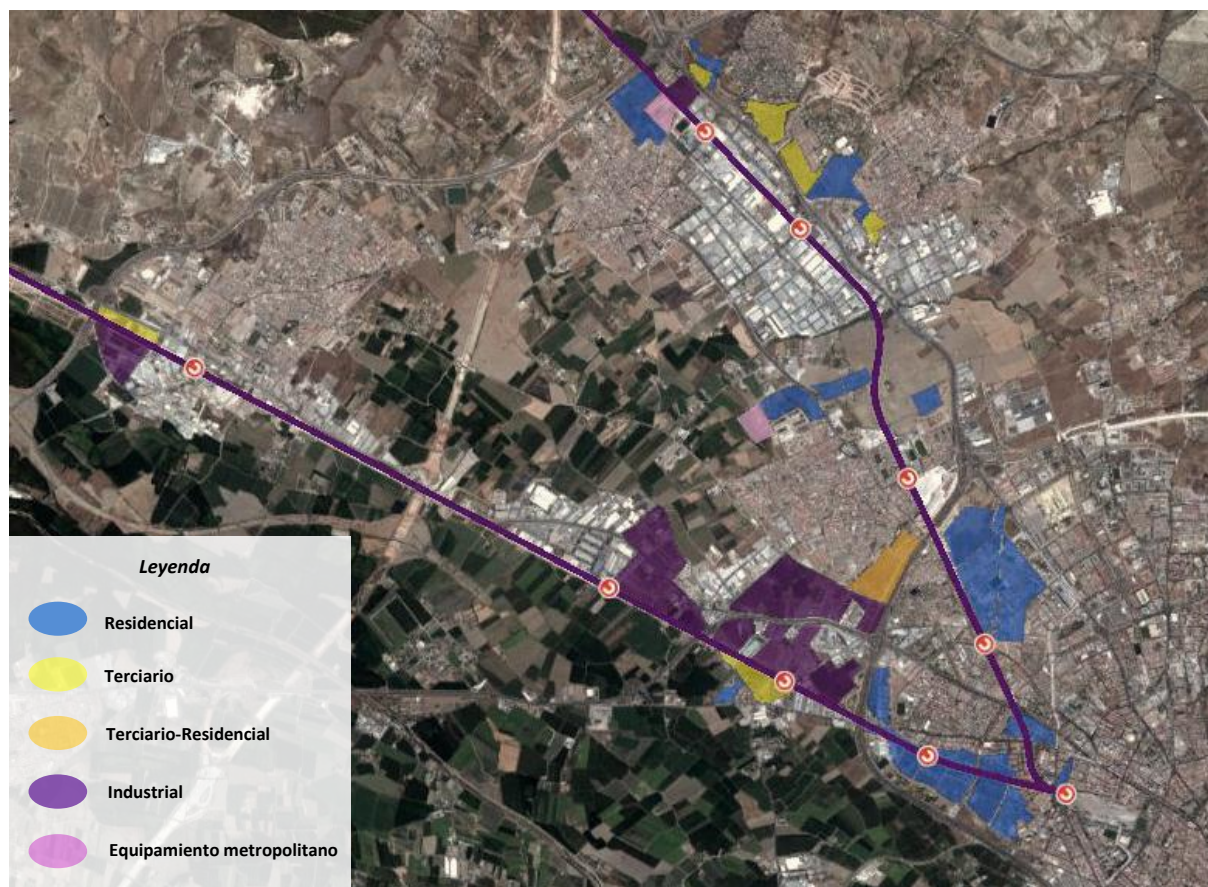 Leyenda
Residencial
Terciario
Terciario-Residencial
Industrial
Equipamiento metropolitano